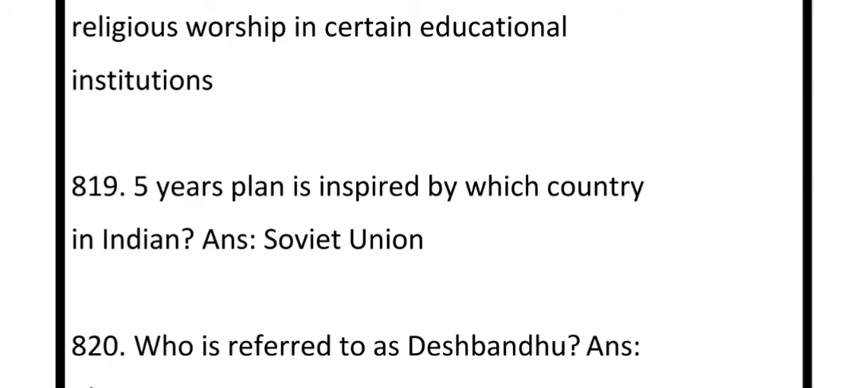 religious worship in certain educational
institutions
819. 5 years plan is inspired by which country
in Indian? Ans: Soviet Union
820. Who is referred to as Deshbandhu? Ans: